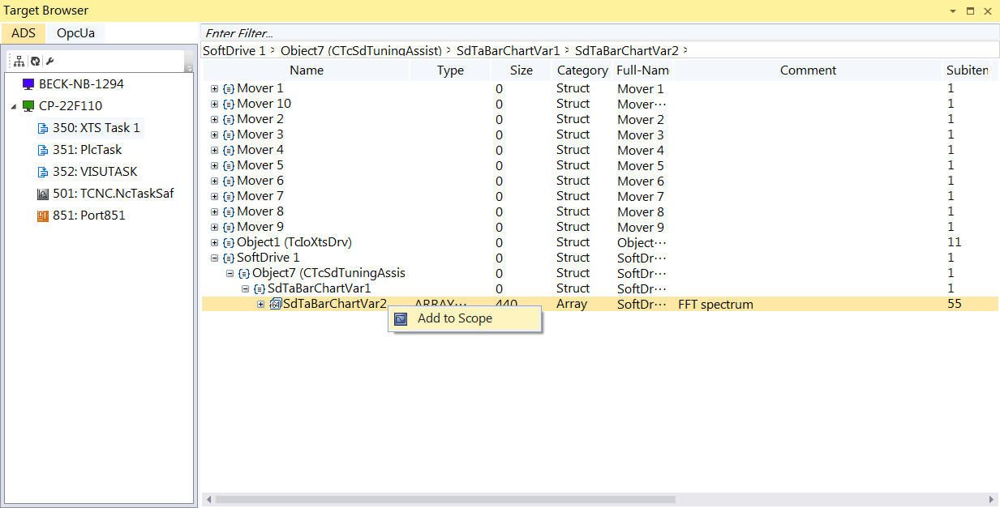 Target Browser
ADS OpcUa
Enter Filter...
SoftDrive 1 > Object7 (CTcSdTuningAssist) > SdTaBarChartVar1 > SdTaBarChartVar2 >
Name Type Size Category Full-Nam Comment Subiten
BECK-NB-1294
CP-22F110
350: XTS Task 1
351: PlcTask
352: VISUTASK
501: TCNC.NcTaskSaf
851: Port851
Mover 1 0 Struct Mover 1 1
Mover 10 0 Struct Mover··· 1
Mover 2 0 Struct Mover 2 1
Mover 3 0 Struct Mover 3 1
Mover 4 0 Struct Mover 4 1
Mover 5 0 Struct Mover 5 1
Mover 6 0 Struct Mover 6 1
Mover 7 0 Struct Mover 7 1
Mover 8 0 Struct Mover 8 1
Mover 9 0 Struct Mover 9 1
Object1 (TcIoXtsDrv) 0 Struct Object··· 11
SoftDrive 1 0 Struct SoftDr··· 1
Object7 (CTcSdTuningAssis 0 Struct SoftDr··· 1
SdTaBarChartVar1 0 Struct SoftDr··· 1
SdTaBarChartVar2 ARRAY··· 440 Array SoftDr··· FFT spectrum 55
Add to Scope